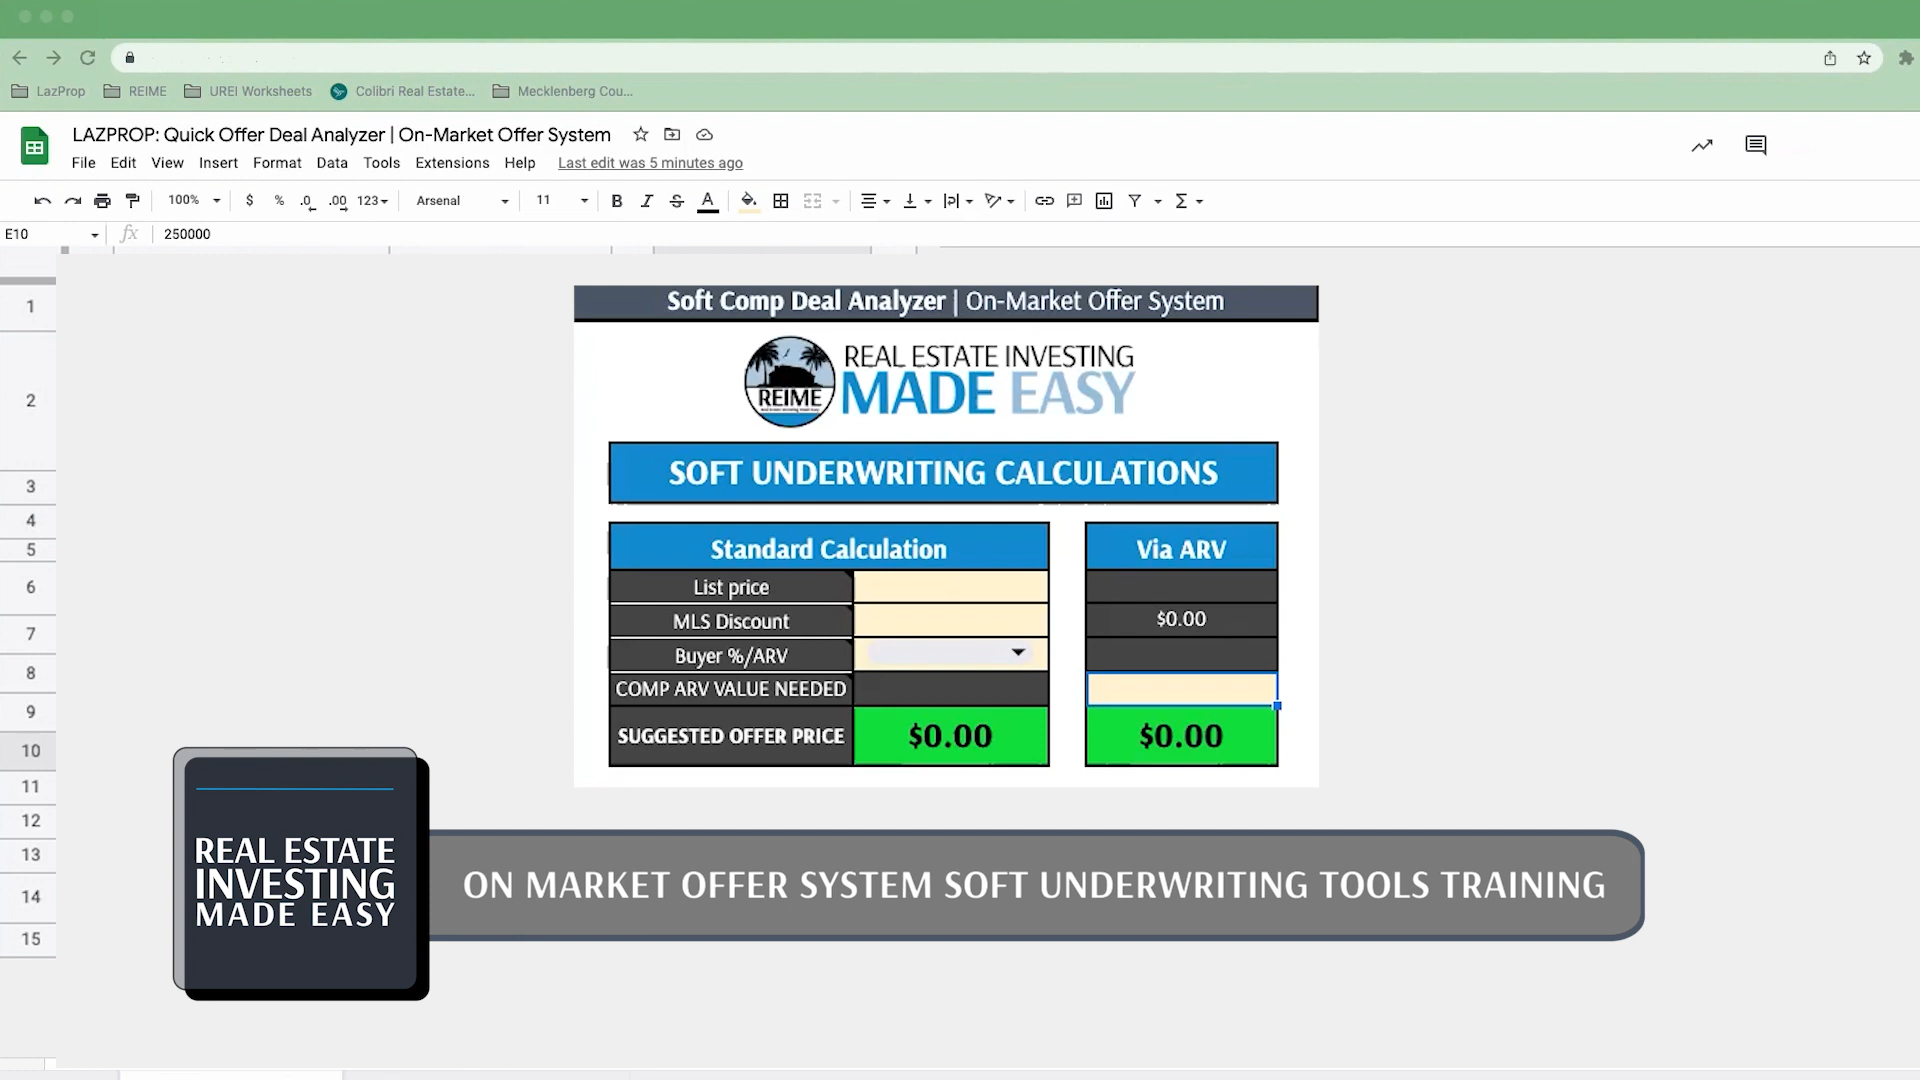 LazProp REIME UREI Worksheets Colibri Real Estate... Mecklenberg Cou...
LAZPROP: Quick Offer Deal Analyzer | On-Market Offer System
File Edit View Insert Format Data Tools Extensions Help Last edit was 5 minutes ago
100% $ % .0 .00 123 Arsenal 11 B I S A
E10 fx 250000
1
Soft Comp Deal Analyzer | On-Market Offer System
2
REIME
REAL ESTATE INVESTING
MADE EASY
3
SOFT UNDERWRITING CALCULATIONS
4
5
Standard Calculation Via ARV
6
List price
7
MLS Discount $0.00
8
Buyer %/ARV
9
COMP ARV VALUE NEEDED
10
SUGGESTED OFFER PRICE $0.00 $0.00
11
12
13
14
15
REAL ESTATE
INVESTING
MADE EASY
ON MARKET OFFER SYSTEM SOFT UNDERWRITING TOOLS TRAINING